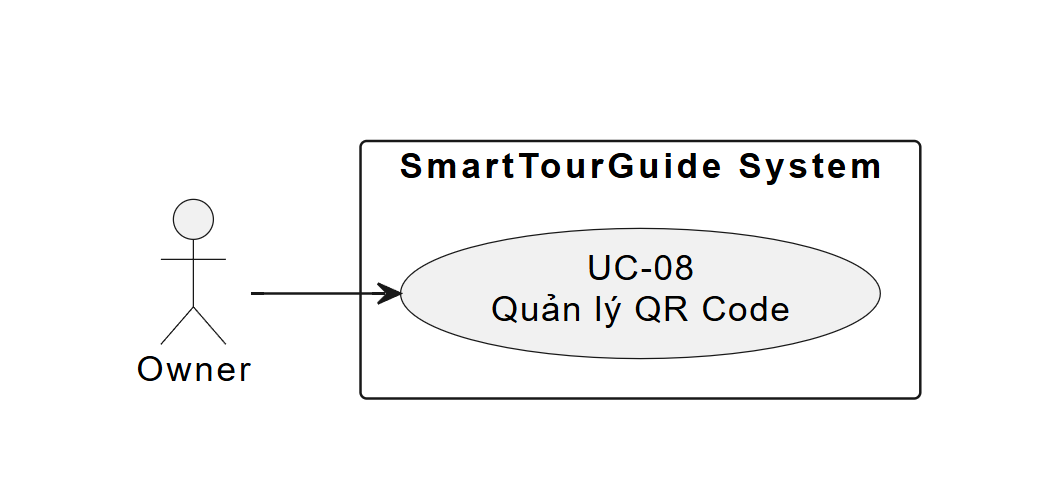 SmartTourGuide System
UC-08
Quản lý QR Code
Owner